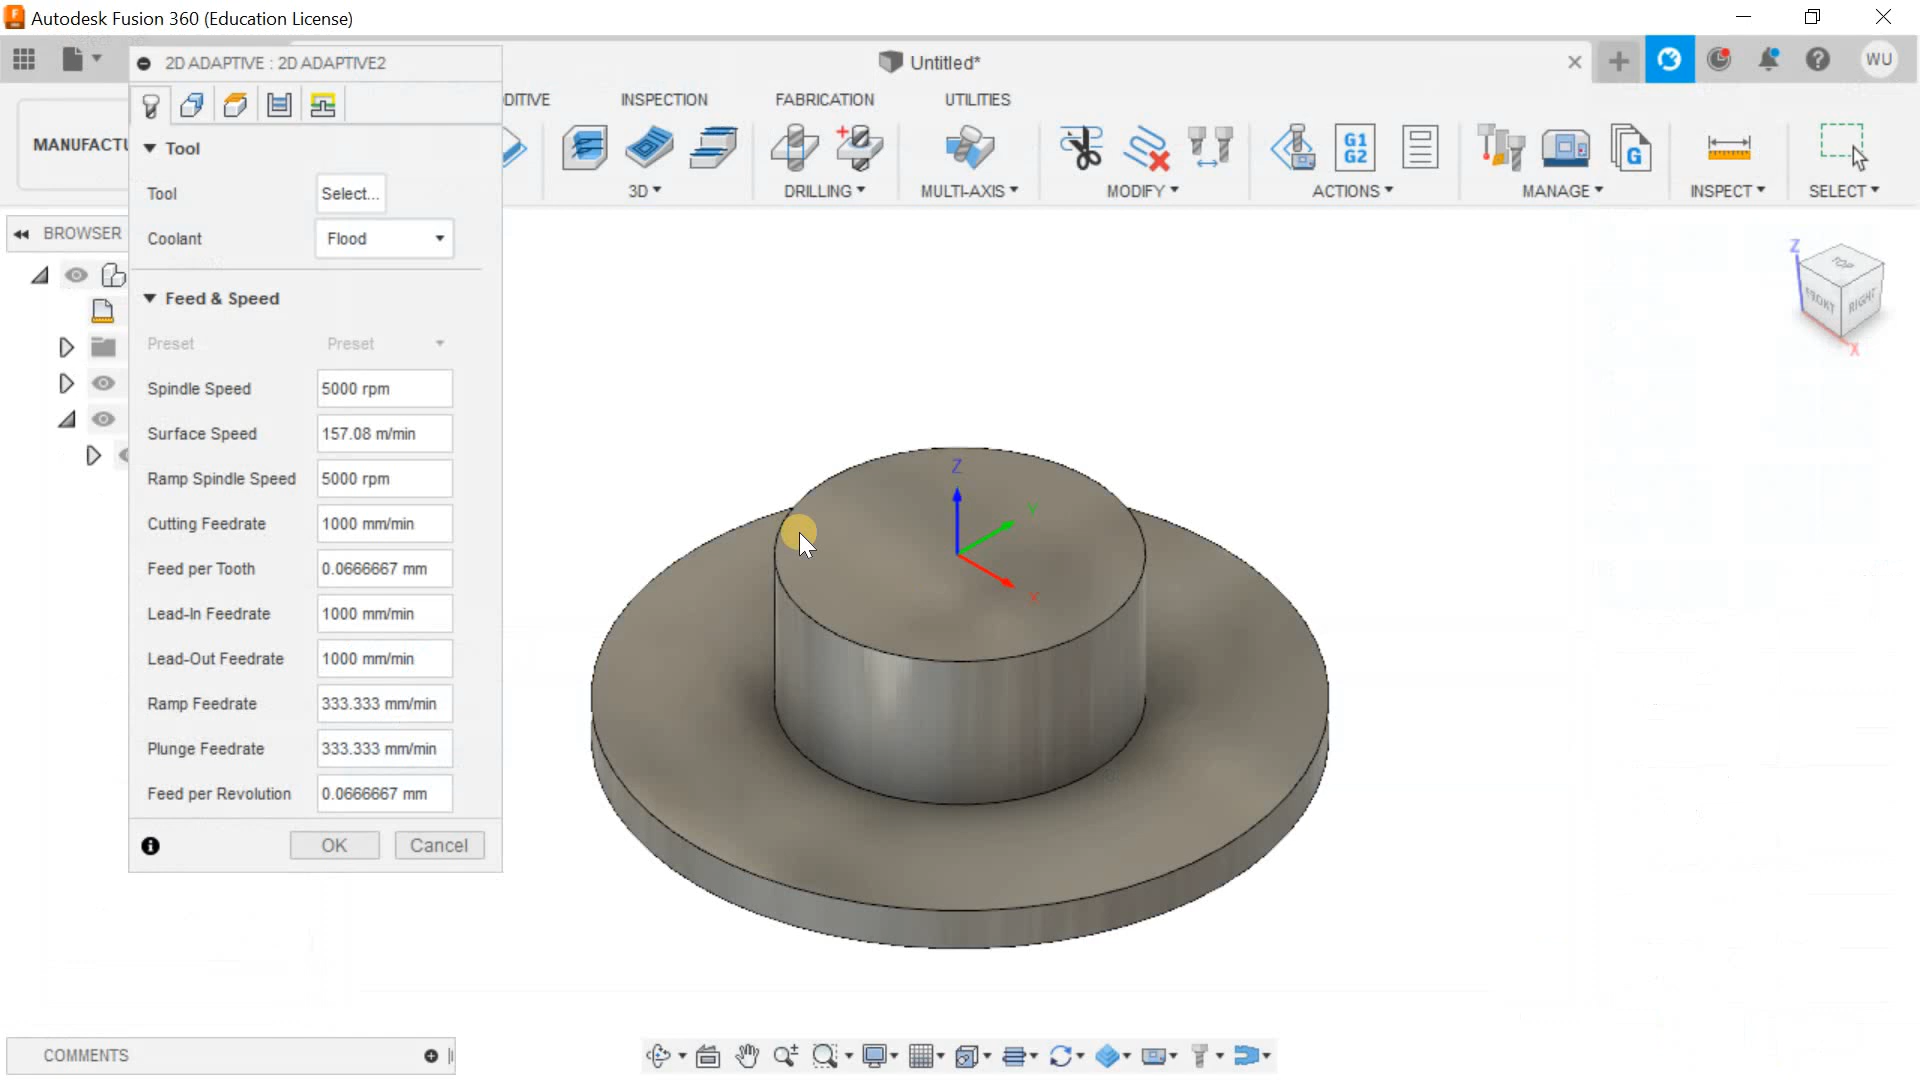 Autodesk Fusion 360 (Education License)
2D ADAPTIVE : 2D ADAPTIVE2
Untitled*
WU
DITIVE
INSPECTION
FABRICATION
UTILITIES
MANUFACTU
G1
G2
G
3D
DRILLING
MULTI-AXIS
MODIFY
ACTIONS
MANAGE
INSPECT
SELECT
BROWSER
Tool
Tool
Select...
Coolant
Flood
Feed & Speed
Preset
Preset
Spindle Speed
5000 rpm
Surface Speed
157.08 m/min
Ramp Spindle Speed
5000 rpm
Cutting Feedrate
1000 mm/min
Feed per Tooth
0.0666667 mm
Lead-In Feedrate
1000 mm/min
Lead-Out Feedrate
1000 mm/min
Ramp Feedrate
333.333 mm/min
Plunge Feedrate
333.333 mm/min
Feed per Revolution
0.0666667 mm
OK
Cancel
Z
TOP
FRONT
RIGHT
X
Z
Y
X
COMMENTS